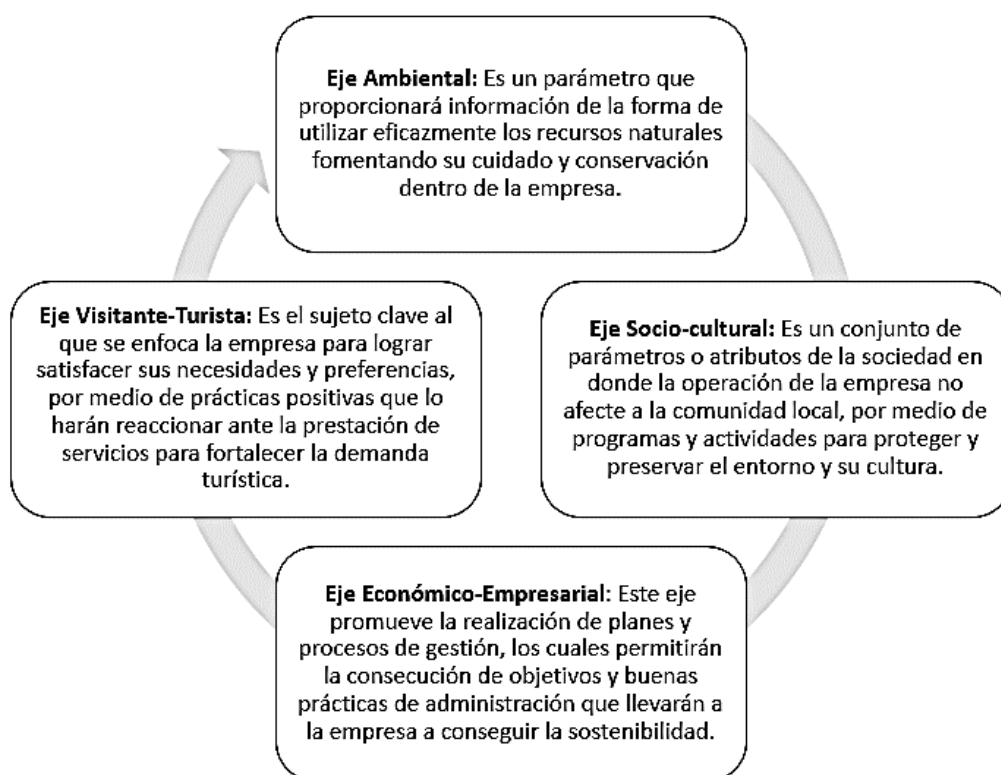 Eje Ambiental: Es un parámetro que
proporcionará información de la forma de
utilizar eficazmente los recursos naturales
fomentando su cuidado y conservación
dentro de la empresa.
Eje Visitante-Turista: Es el sujeto clave al
que se enfoca la empresa para lograr
satisfacer sus necesidades y preferencias,
por medio de prácticas positivas que lo
harán reaccionar ante la prestación de
servicios para fortalecer la demanda
turística.
Eje Socio-cultural: Es un conjunto de
parámetros o atributos de la sociedad en
donde la operación de la empresa no
afecte a la comunidad local, por medio de
programas y actividades para proteger y
preservar el entorno y su cultura.
Eje Económico-Empresarial: Este eje
promueve la realización de planes y
procesos de gestión, los cuales permitirán
la consecución de objetivos y buenas
prácticas de administración que llevarán a
la empresa a conseguir la sostenibilidad.